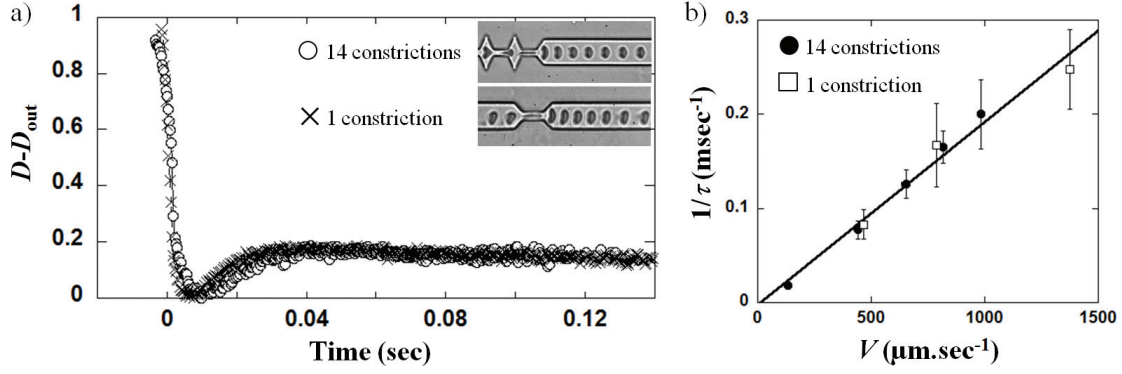 a)
1
0.8
0.6
0.4
0.2
0
D-Dout
0
0.04
0.08
0.12
Time (sec)
14 constrictions
1 constriction
b)
0.3
0.2
0.1
0
1/τ (msec-1)
0
500
1000
1500
V (μm.sec-1)
14 constrictions
1 constriction